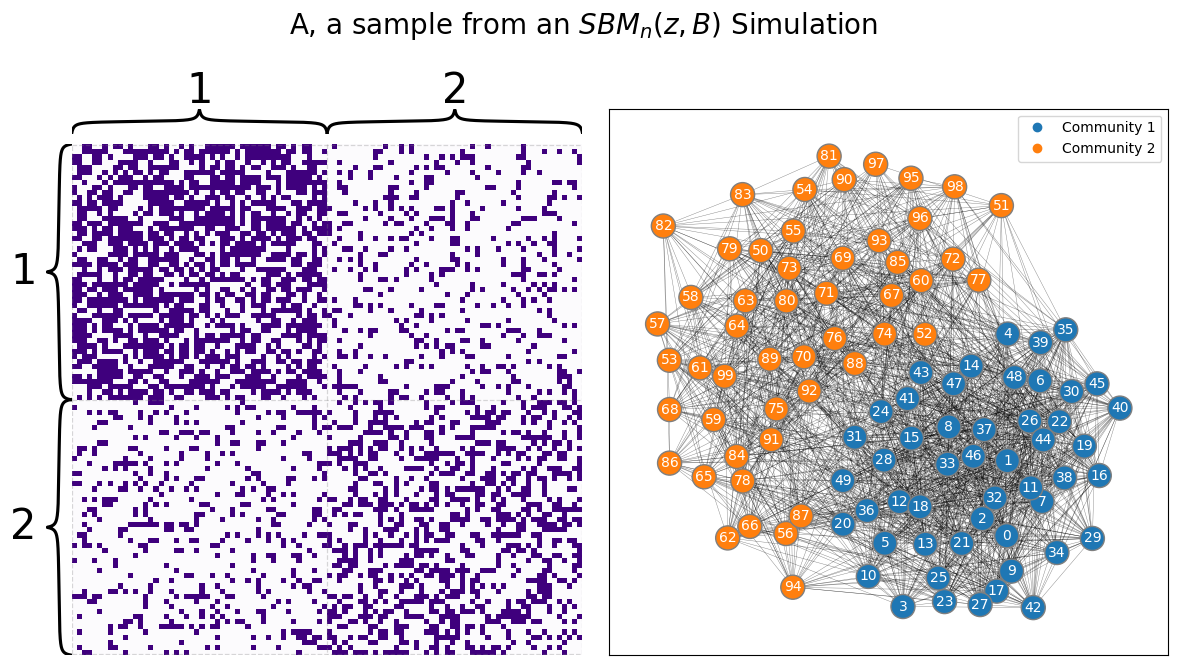 A, a sample from an SBM_n(z, B) Simulation
1 2
1
2
Community 1
Community 2
81 97
90 95
83 54 98
51
82 96
55 93
79 50 69 85 72
73
60 77
58 63 80 71 67
57 64
76 74 52 4 35
39
53 89 70 88
61 99 43 14
92 47 48 6 45
30
68 75 24 41 40
59 26 22
91 31 15 8 37 44 19
86 84 28 33 46 1
65 78 49 38 16
11
66 87 36 12 18 32 7
62 56 20 2
5 13 21 0 29
34
94 10 25 9
3 23 27 17 42